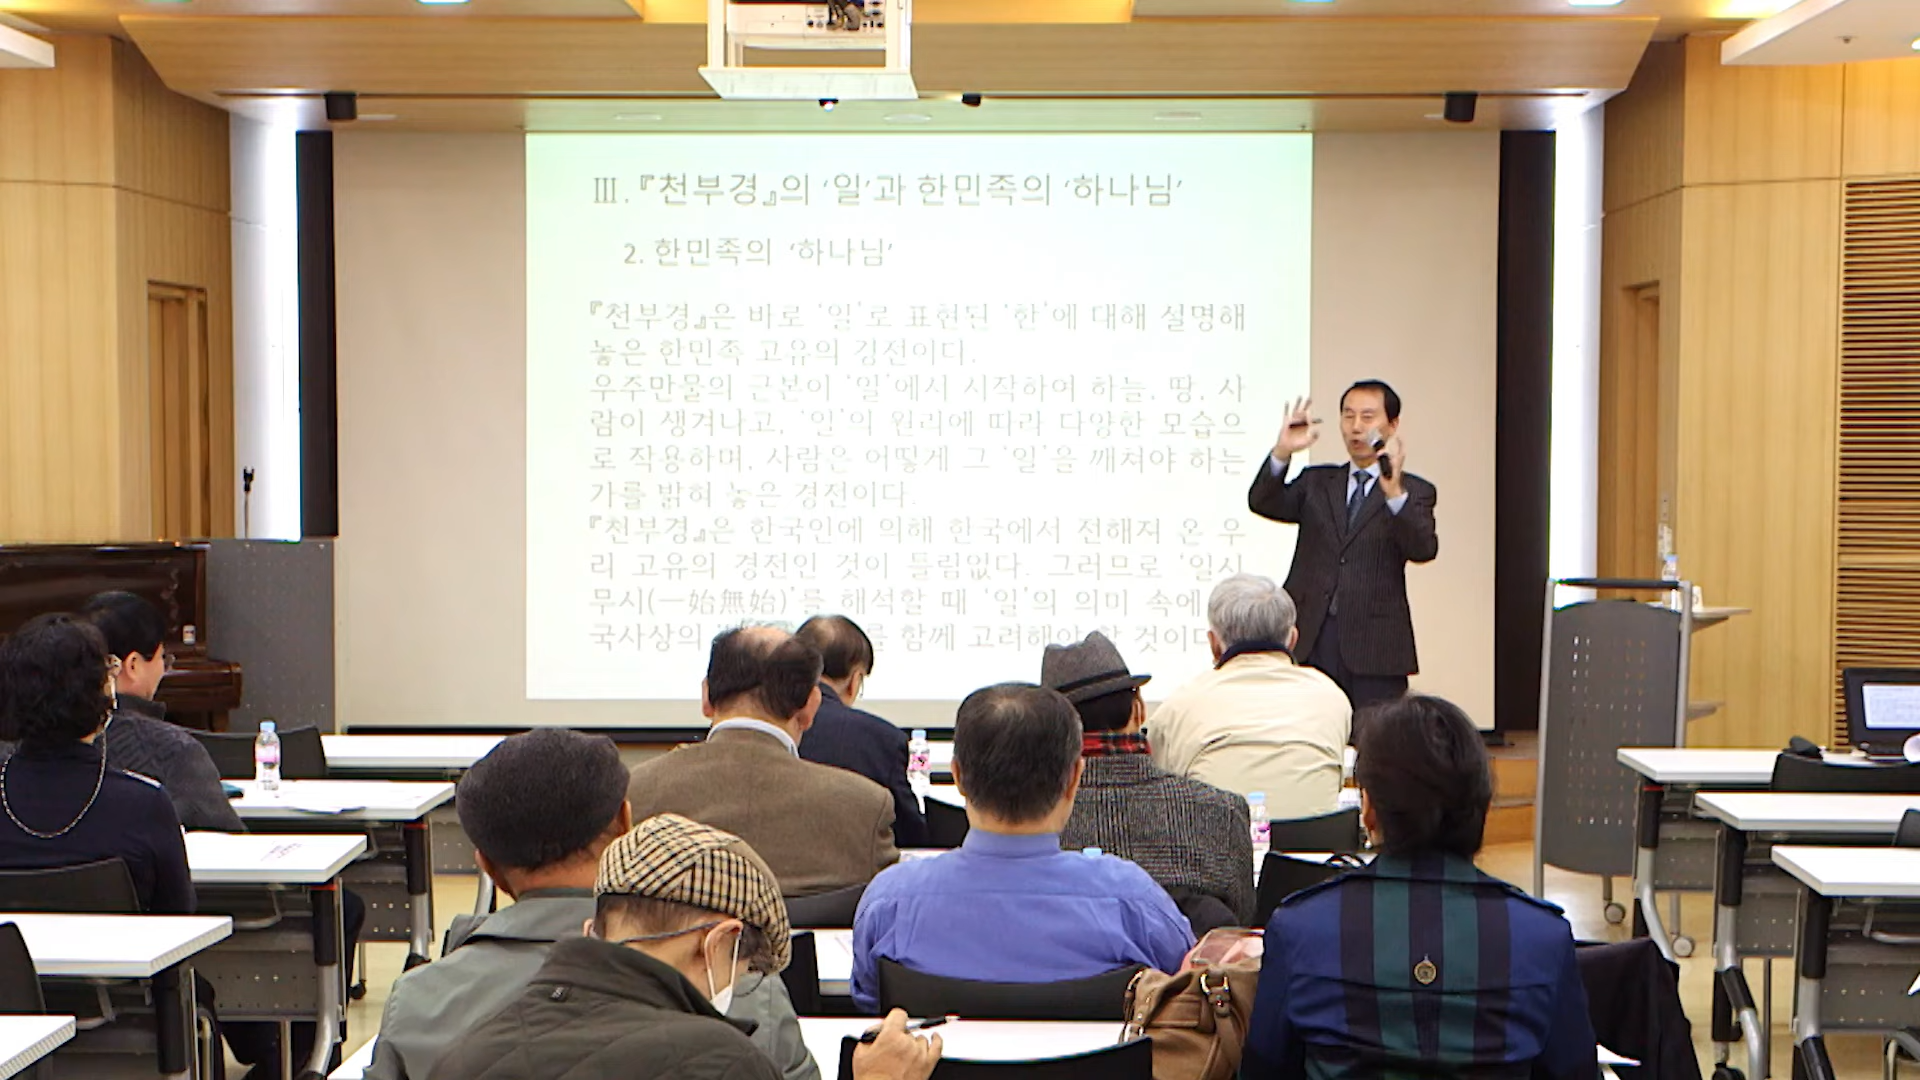 Ⅲ. 『천부경』의 ‘일’과 한민족의 ‘하나님’
2. 한민족의 ‘하나님’
『천부경』은 바로 ‘일’로 표현된 ‘한’에 대해 설명해
놓은 한민족 고유의 경전이다.
우주만물의 근본이 ‘일’에서 시작하여 하늘, 땅, 사
람이 생겨나고, ‘일’의 원리에 따라 다양한 모습으
로 작용하며, 사람은 어떻게 그 ‘일’을 깨쳐야 하는
가를 밝혀 놓은 경전이다.
『천부경』은 한국인에 의해 한국에서 전해져 온 우
리 고유의 경전인 것이 틀림없다. 그러므로 ‘일시
무시(一始無始)’를 해석할 때 ‘일’의 의미 속에
국사상의 를 함께 고려해야 할 것이다